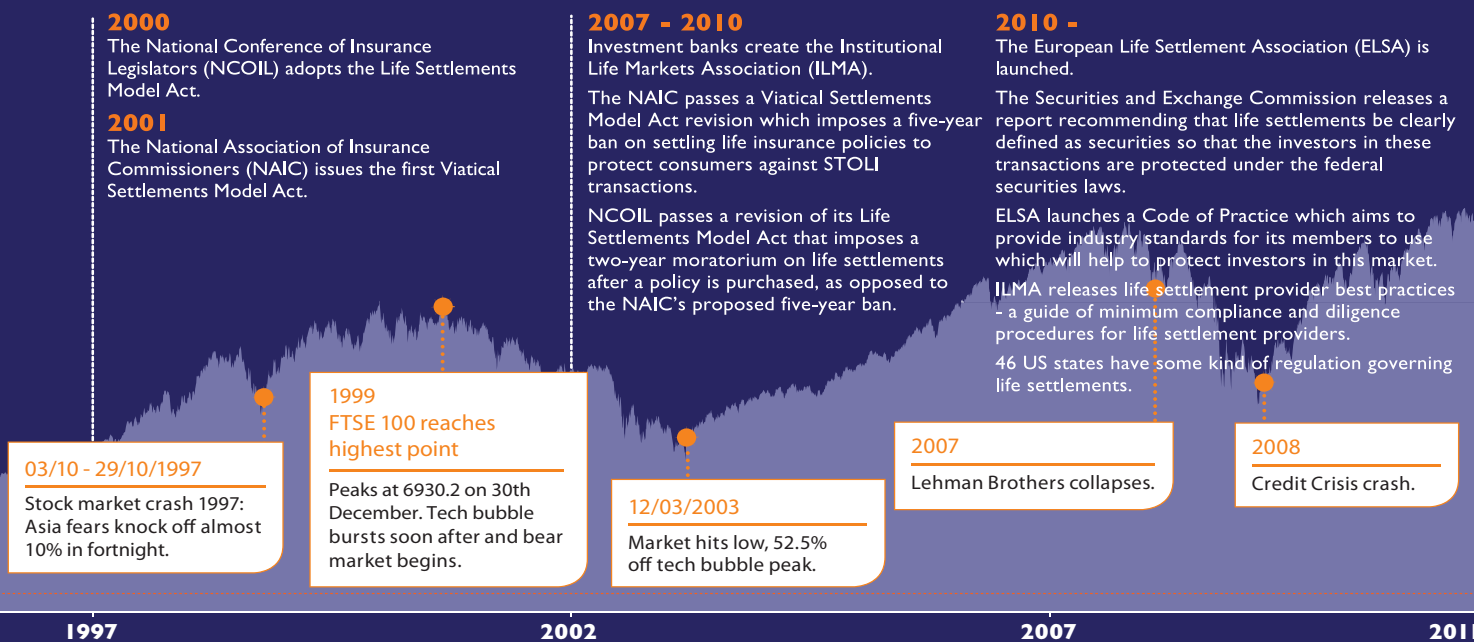 2000
The National Conference of Insurance
Legislators (NCOIL) adopts the Life Settlements
Model Act.
2001
The National Association of Insurance
Commissioners (NAIC) issues the first Viatical
Settlements Model Act.
2007 - 2010
Investment banks create the Institutional
Life Markets Association (ILMA).
The NAIC passes a Viatical Settlements
Model Act revision which imposes a five-year
ban on settling life insurance policies to
protect consumers against STOLI
transactions.
NCOIL passes a revision of its Life
Settlements Model Act that imposes a
two-year moratorium on life settlements
after a policy is purchased, as opposed to
the NAIC's proposed five-year ban.
2010 -
The European Life Settlement Association (ELSA) is
launched.
The Securities and Exchange Commission releases a
report recommending that life settlements be clearly
defined as securities so that the investors in these
transactions are protected under the federal
securities laws.
ELSA launches a Code of Practice which aims to
provide industry standards for its members to use
which will help to protect investors in this market.
ILMA releases life settlement provider best practices
- a guide of minimum compliance and diligence
procedures for life settlement providers.
46 US states have some kind of regulation governing
life settlements.
03/10 - 29/10/1997
Stock market crash 1997:
Asia fears knock off almost
10% in fortnight.
1999
FTSE 100 reaches
highest point
Peaks at 6930.2 on 30th
December. Tech bubble
bursts soon after and bear
market begins.
12/03/2003
Market hits low, 52.5%
off tech bubble peak.
2007
Lehman Brothers collapses.
2008
Credit Crisis crash.
1997
2002
2007